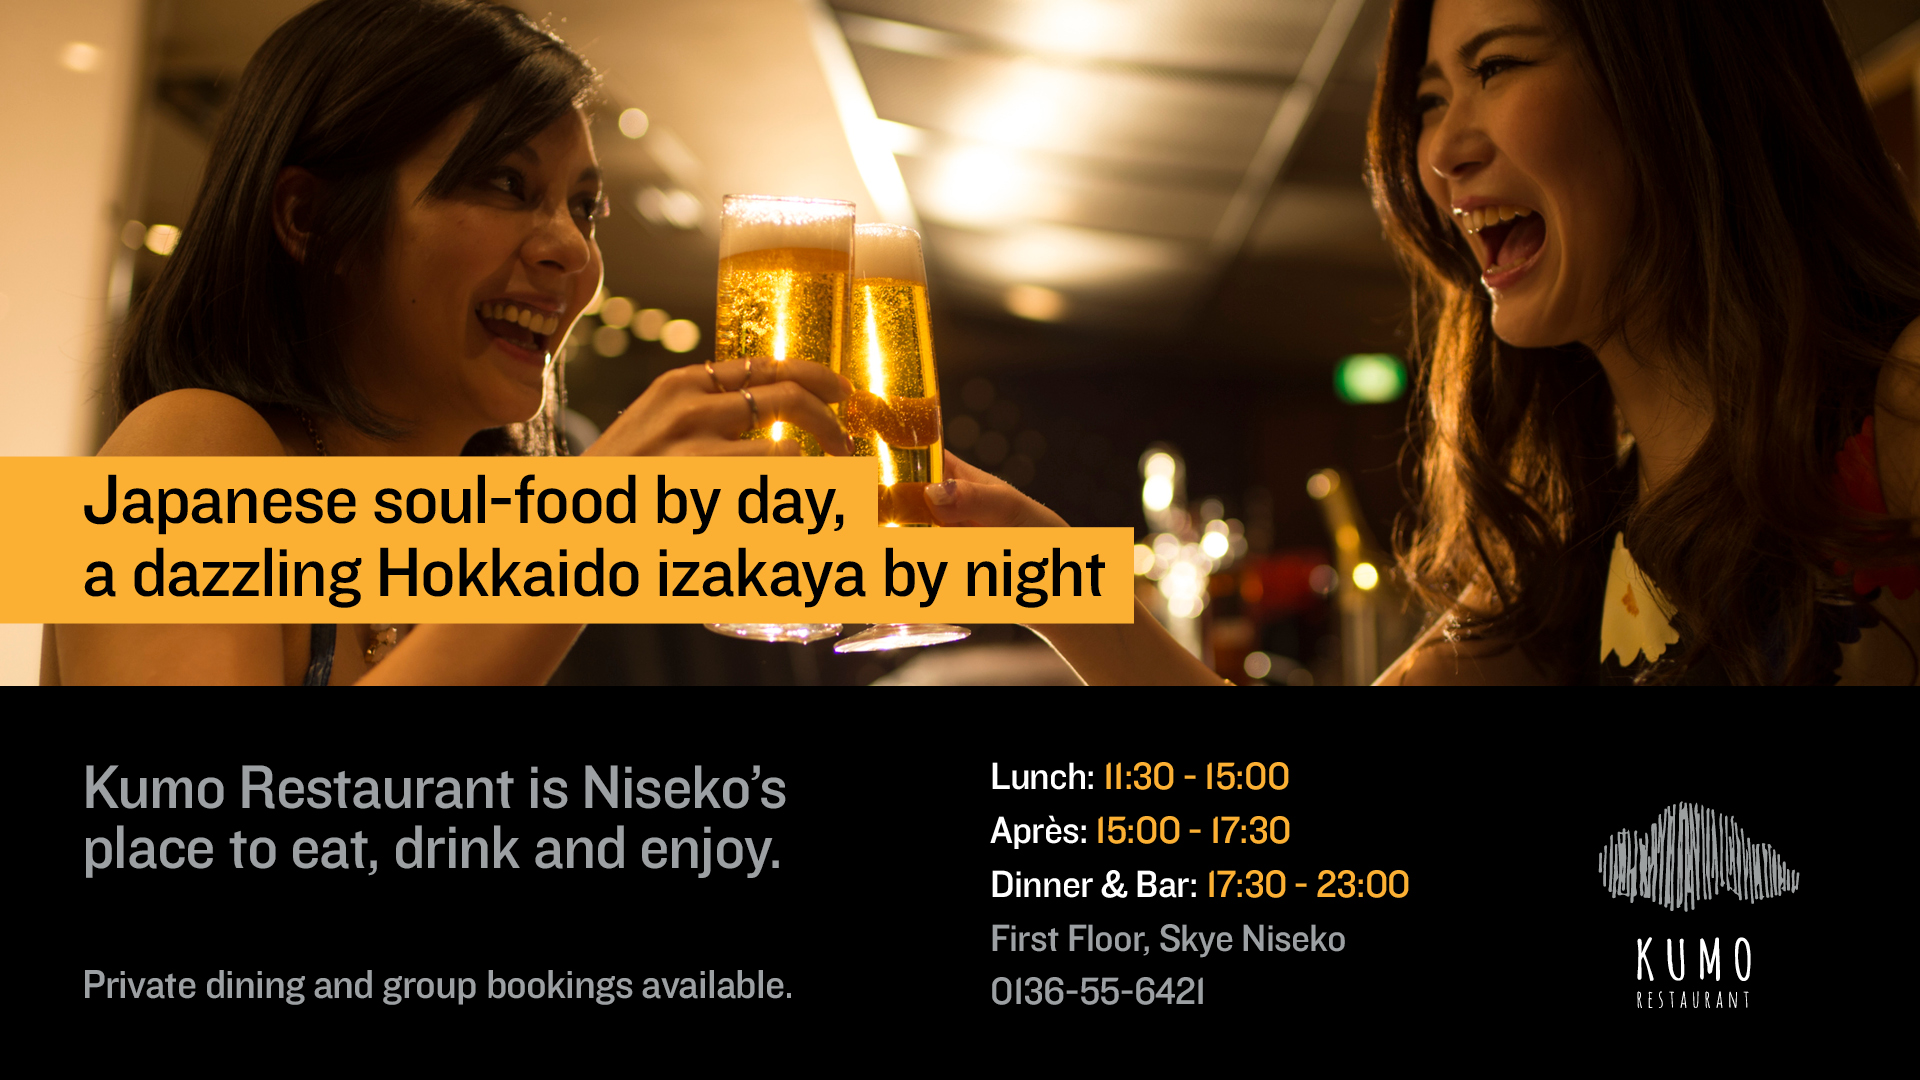 Japanese soul-food by day,
a dazzling Hokkaido izakaya by night
Kumo Restaurant is Niseko’s
place to eat, drink and enjoy.
Private dining and group bookings available.
Lunch: 11:30 - 15:00
Après: 15:00 - 17:30
Dinner & Bar: 17:30 - 23:00
First Floor, Skye Niseko
0136-55-6421
KUMO
RESTAURANT